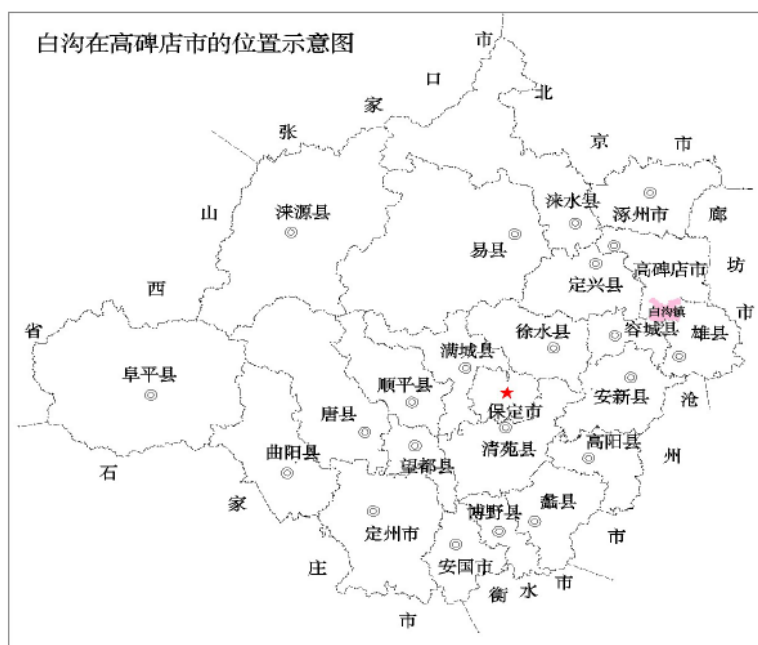 白沟在高碑店市的位置示意图
张家口市
北京市
廊坊市
沧州市
衡水市
石家庄市
山西省
涞源县
涞水县
涿州市
易县
高碑店市
定兴县
白沟镇
容城县
雄县
徐水县
满城县
阜平县
顺平县
保定市
安新县
唐县
清苑县
高阳县
曲阳县
望都县
博野县
蠡县
定州市
安国市